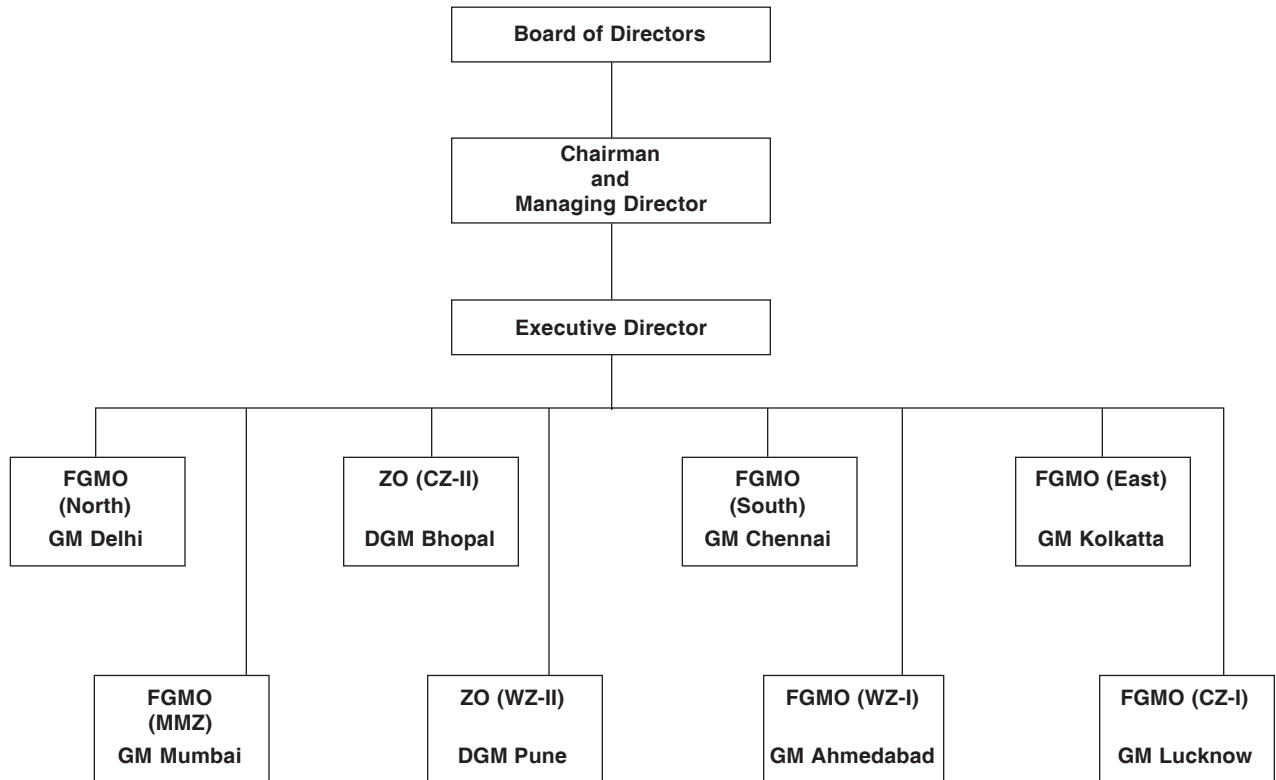 Board of Directors
Chairman
and
Managing Director
Executive Director
FGMO
(North)
GM Delhi
ZO (CZ-II)
DGM Bhopal
FGMO
(South)
GM Chennai
FGMO (East)
GM Kolkatta
FGMO
(MMZ)
GM Mumbai
ZO (WZ-II)
DGM Pune
FGMO (WZ-I)
GM Ahmedabad
FGMO (CZ-I)
GM Lucknow